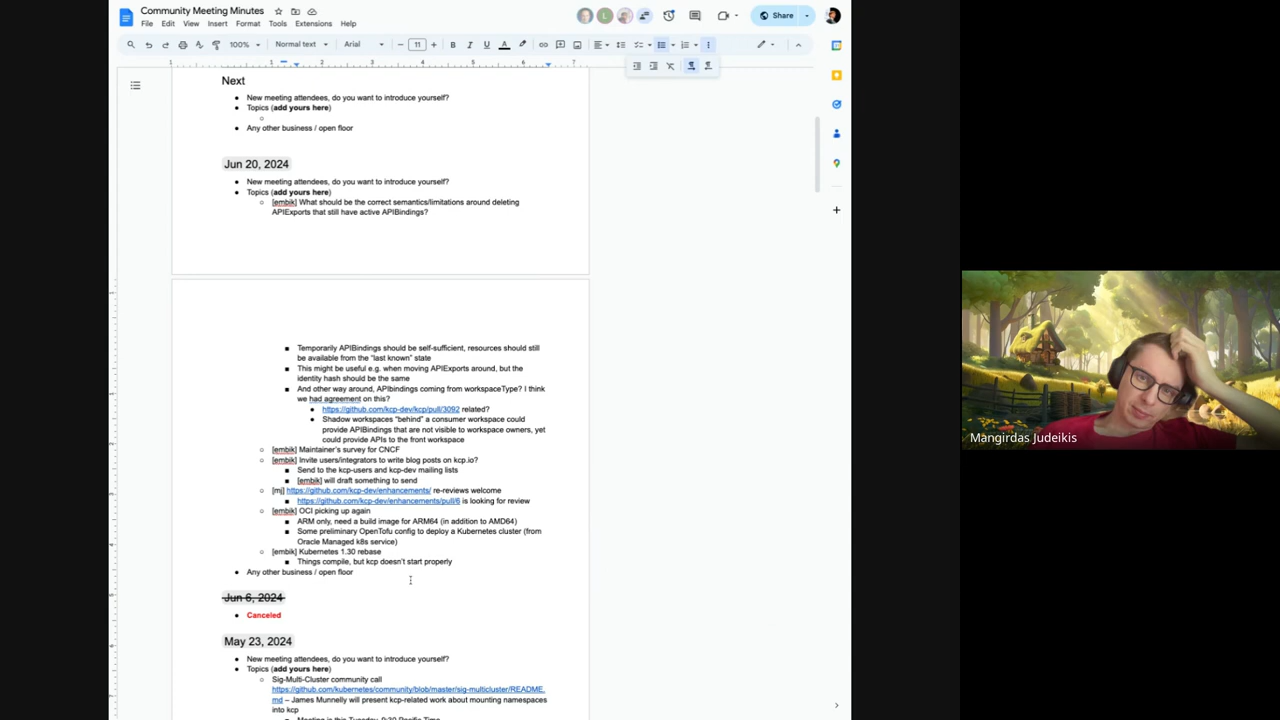 Community Meeting Minutes
File Edit View Insert Format Tools Extensions Help
Share
100% Normal text Arial 11
Next
● New meeting attendees, do you want to introduce yourself?
● Topics (add yours here)
○
● Any other business / open floor
Jun 20, 2024
● New meeting attendees, do you want to introduce yourself?
● Topics (add yours here)
○ [embik] What should be the correct semantics/limitations around deleting
APIExports that still have active APIBindings?
■ Temporarily APIBindings should be self-sufficient, resources should still
be available from the "last known" state
■ This might be useful e.g. when moving APIExports around, but the
identity hash should be the same
■ And other way around, APIbindings coming from workspaceType? I think
we had agreement on this?
● https://github.com/kcp-dev/kcp/pull/3092 related?
● Shadow workspaces "behind" a consumer workspace could
provide APIBindings that are not visible to workspace owners, yet
could provide APIs to the front workspace
○ [embik] Maintainer's survey for CNCF
○ [embik] Invite users/integrators to write blog posts on kcp.io?
■ Send to the kcp-users and kcp-dev mailing lists
■ [embik] will draft something to send
○ [mj] https://github.com/kcp-dev/enhancements/ re-reviews welcome
■ https://github.com/kcp-dev/enhancements/pull/6 is looking for review
○ [embik] OCI picking up again
■ ARM only, need a build image for ARM64 (in addition to AMD64)
■ Some preliminary OpenTofu config to deploy a Kubernetes cluster (from
Oracle Managed k8s service)
○ [embik] Kubernetes 1.30 rebase
■ Things compile, but kcp doesn't start properly
● Any other business / open floor
Jun 6, 2024
● Canceled
May 23, 2024
● New meeting attendees, do you want to introduce yourself?
● Topics (add yours here)
○ Sig-Multi-Cluster community call
https://github.com/kubernetes/community/blob/master/sig-multicluster/README.
md – James Munnelly will present kcp-related work about mounting namespaces
into kcp
■ Meeting is this Tuesday, 9:30 Pacific Time
Mangirdas Judeikis